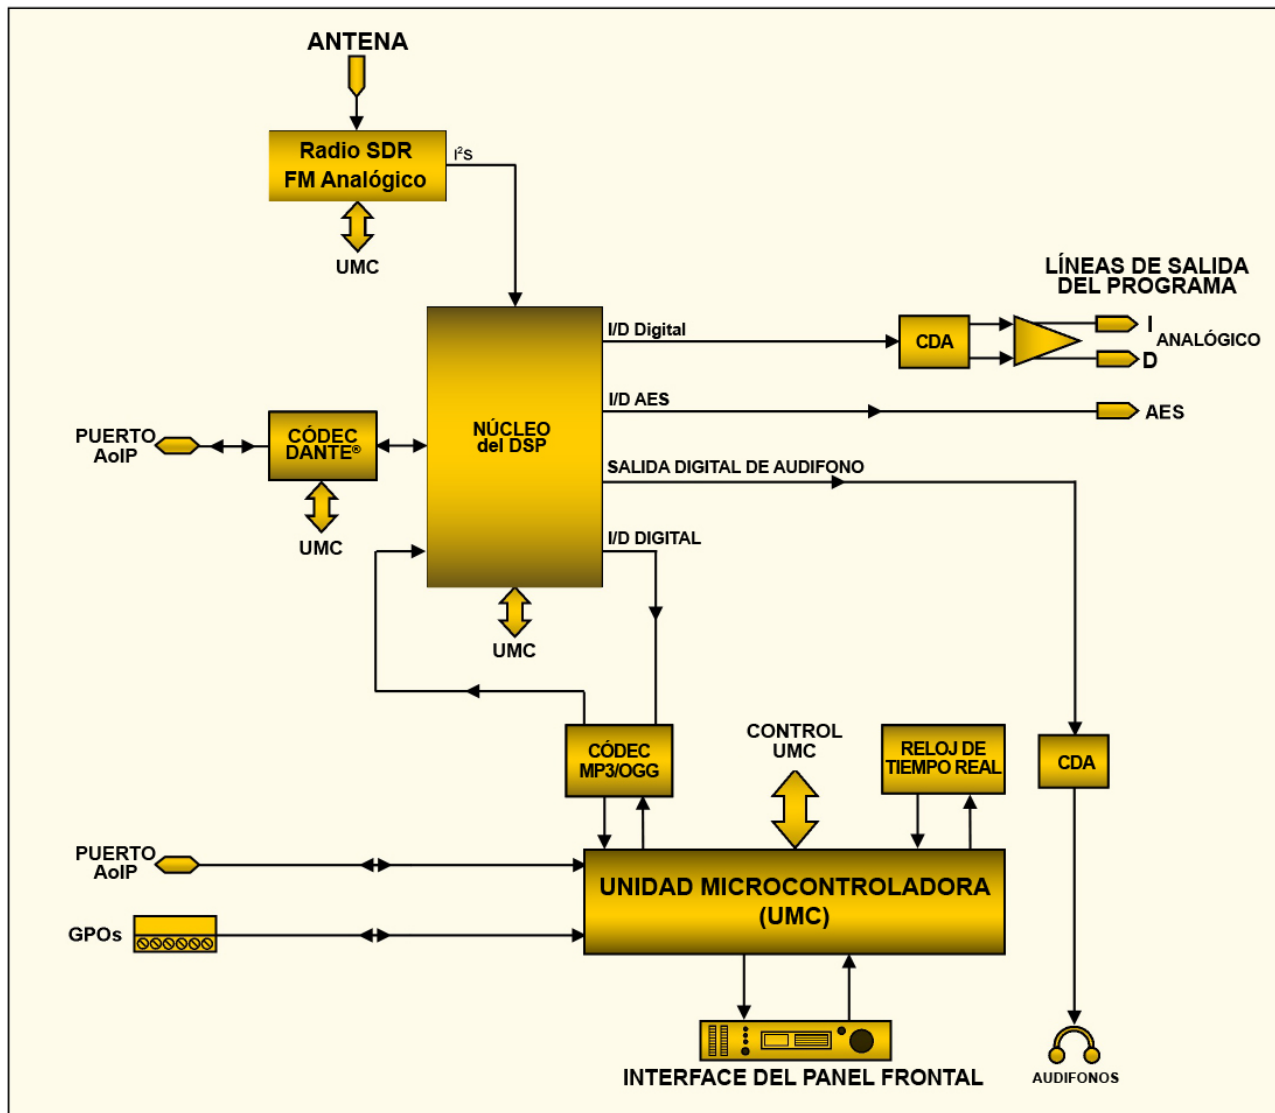 ANTENA
Radio SDR
FM Analógico
I²S
UMC
LÍNEAS DE SALIDA
DEL PROGRAMA
I/D Digital
CDA
I
ANALÓGICO
D
I/D AES
AES
PUERTO
AoIP
CÓDEC
DANTE®
NÚCLEO
del DSP
SALIDA DIGITAL DE AUDIFONO
UMC
I/D DIGITAL
UMC
CÓDEC
MP3/OGG
CONTROL
UMC
RELOJ DE
TIEMPO REAL
CDA
PUERTO
AoIP
UNIDAD MICROCONTROLADORA
(UMC)
GPOs
INTERFACE DEL PANEL FRONTAL
AUDIFONOS